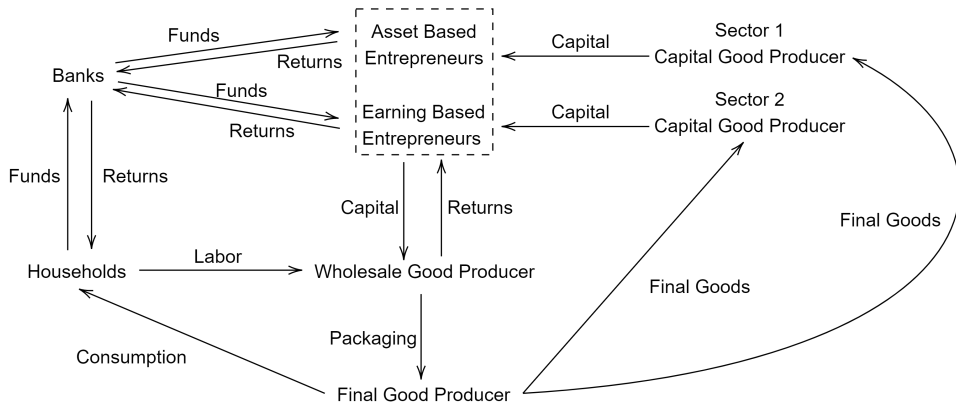 Funds
Asset Based
Entrepreneurs
Returns
Capital
Sector 1
Capital Good Producer
Banks
Funds
Returns
Earning Based
Entrepreneurs
Capital
Sector 2
Capital Good Producer
Funds
Returns
Capital
Returns
Final Goods
Households
Labor
Wholesale Good Producer
Final Goods
Packaging
Consumption
Final Good Producer